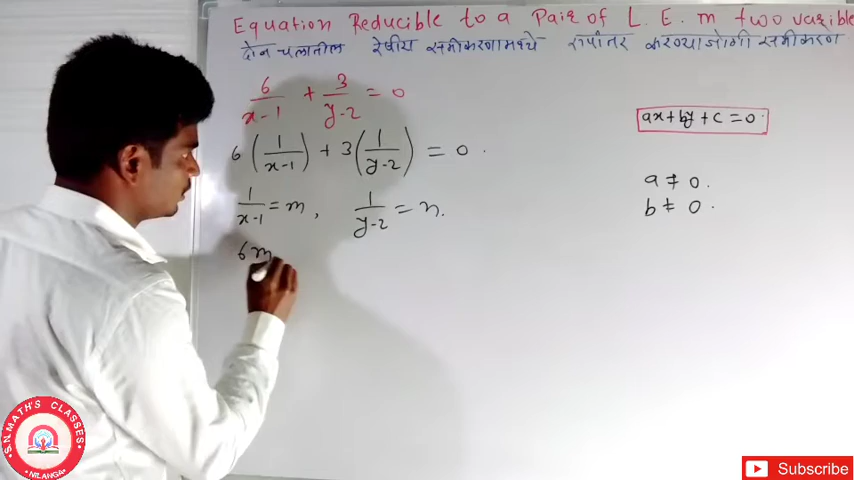 Equation Reducible to a Pair of L. E. in two varible
दोन चलातील रेषीय समीकरणामध्ये रूपांतर करण्याजोगी समीकरण
6/(x-1) + 3/(y-2) = 0
6 (1/(x-1)) + 3 (1/(y-2)) = 0.
1/(x-1) = m, 1/(y-2) = n.
6m
ax+by+c=0.
a ≠ 0.
b ≠ 0.
S.N.MATH'S CLASSES
NILANGA
Subscribe